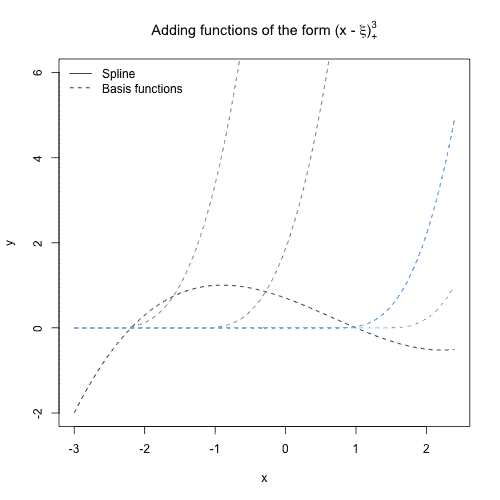 Adding functions of the form (x - ξ)³₊
6
4
2
0
-2
y
Spline
Basis functions
-3 -2 -1 0 1 2
x